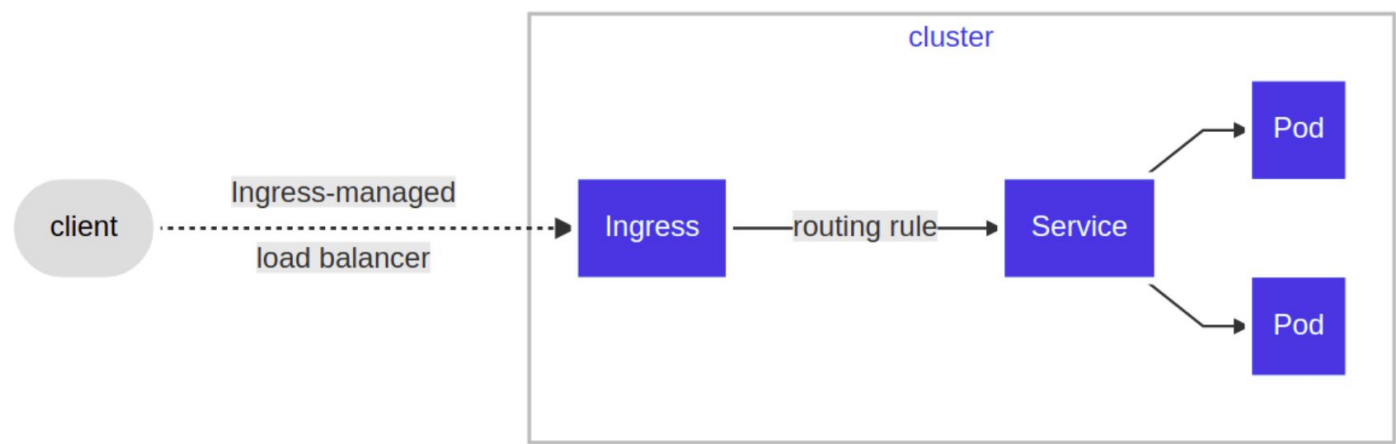 cluster
Pod
Ingress-managed
client
Ingress
routing rule
Service
load balancer
Pod